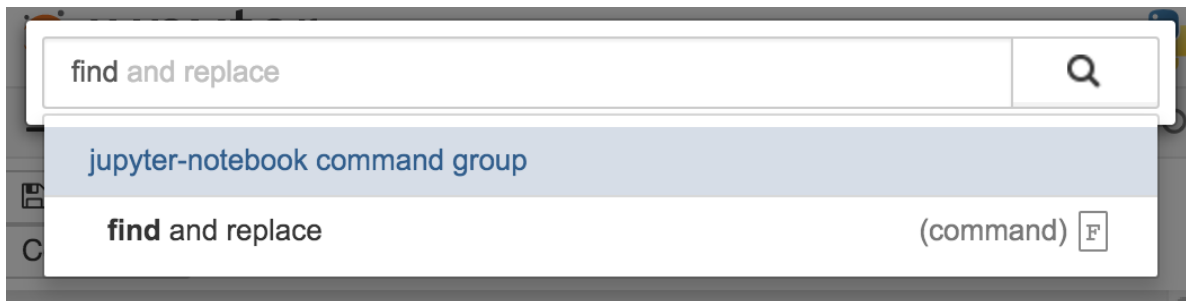 find and replace
jupyter-notebook command group
find and replace (command) F